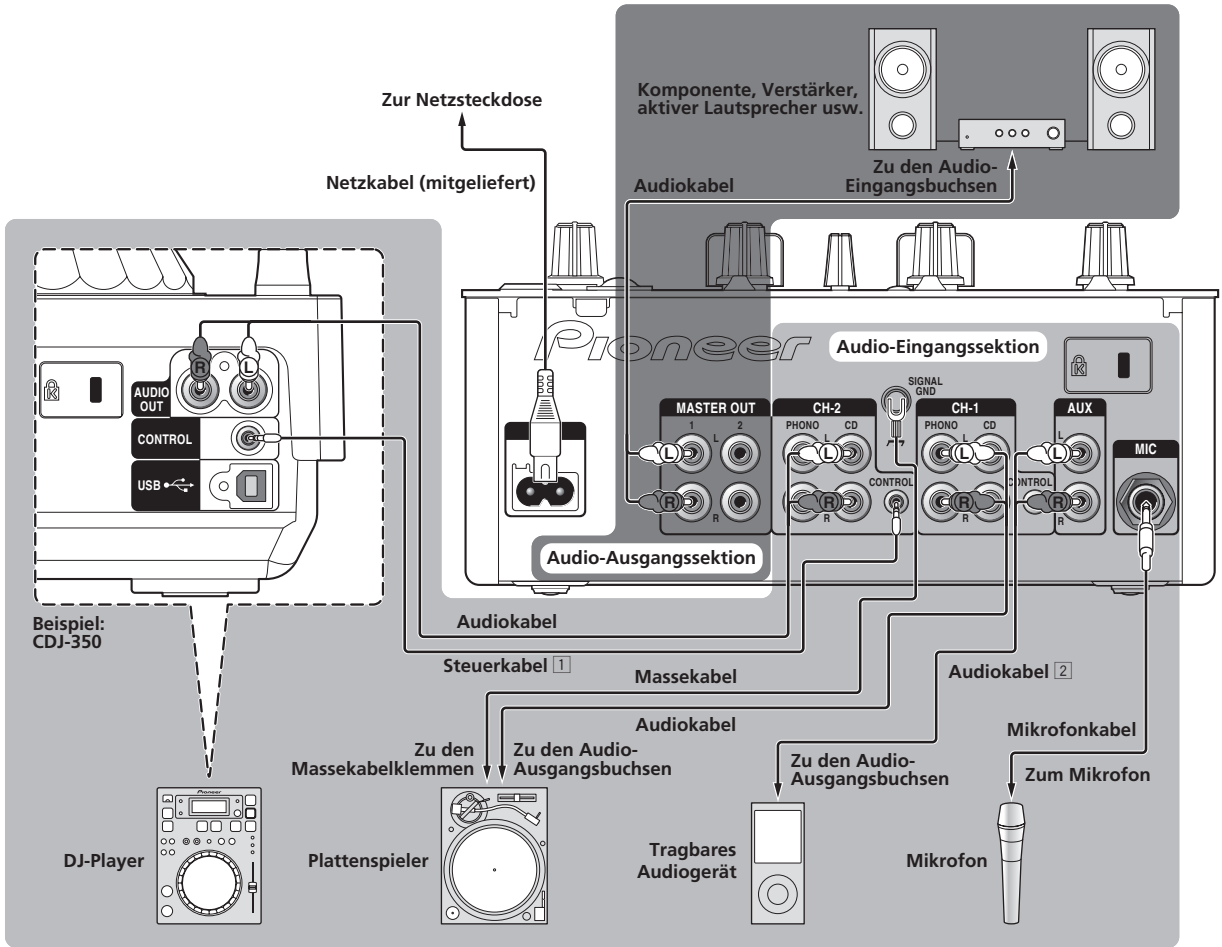 Komponente, Verstärker,
aktiver Lautsprecher usw.
Zur Netzsteckdose
Zu den Audio-
Eingangsbuchsen
Netzkabel (mitgeliefert)
Audiokabel
Pioneer
Audio-Eingangssektion
R L
AUDIO
OUT
CONTROL
USB
SIGNAL
GND
MASTER OUT
1 2
L
L
R
R
CH-2
PHONO CD
L
L
CONTROL
R
R
CH-1
PHONO CD
L
L
CONTROL
R
R
AUX
L
L
R
R
MIC
Audio-Ausgangssektion
Beispiel:
CDJ-350
Audiokabel
Steuerkabel 1
Massekabel
Audiokabel 2
Audiokabel
Mikrofonkabel
Zu den
Massekabelklemmen
Zu den Audio-
Ausgangsbuchsen
Zu den Audio-
Ausgangsbuchsen
Zum Mikrofon
Pioneer
DJ-Player
Plattenspieler
Tragbares
Audiogerät
Mikrofon